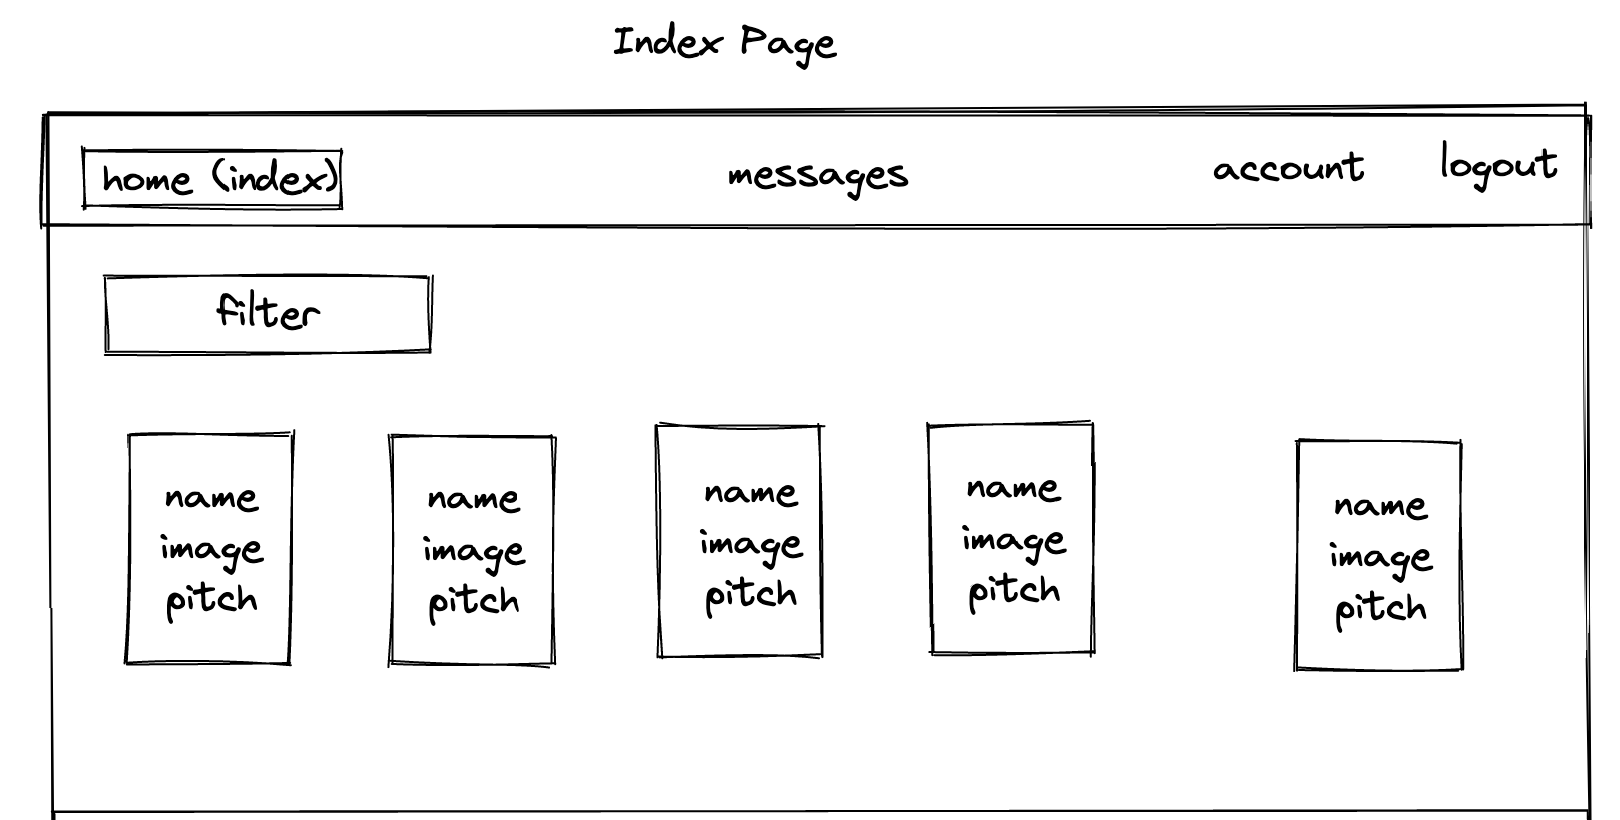 Index Page
home (index)
messages
account
logout
filter
name
image
pitch
name
image
pitch
name
image
pitch
name
image
pitch
name
image
pitch